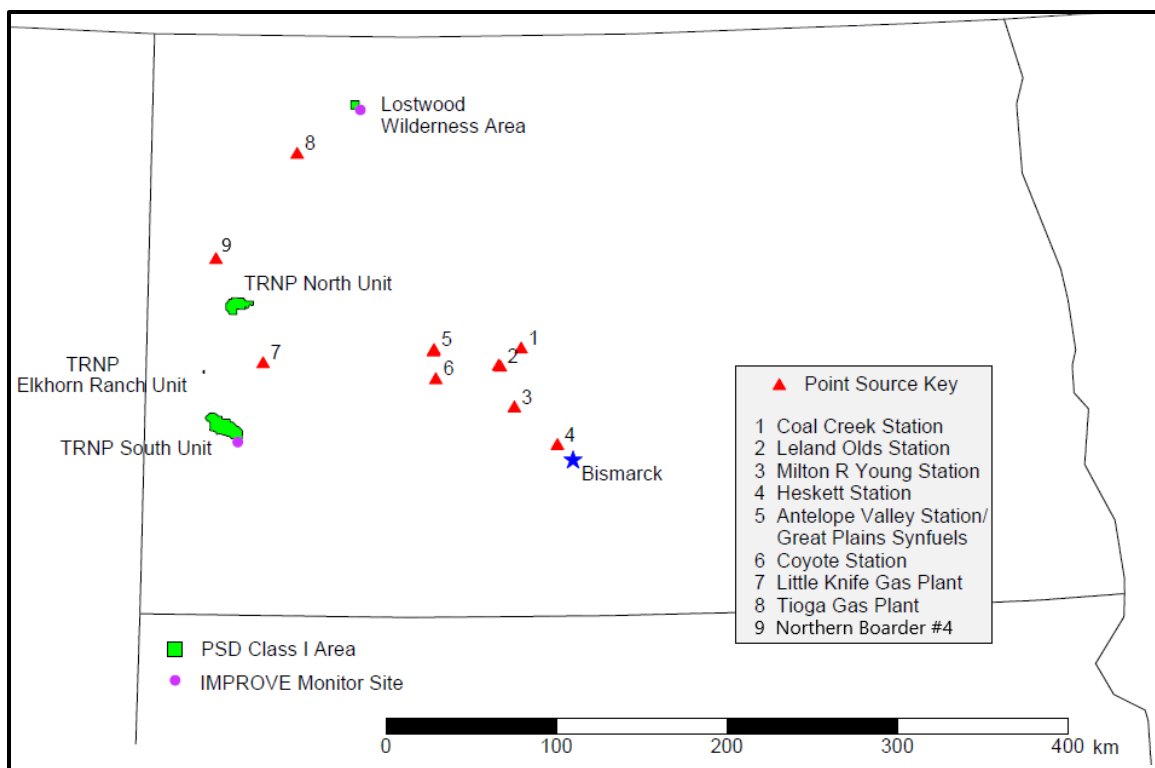 Lostwood
Wilderness Area
8
9
TRNP North Unit
5
1
7
2
TRNP
Elkhorn Ranch Unit
6
3
TRNP South Unit
4
Bismarck
Point Source Key
1 Coal Creek Station
2 Leland Olds Station
3 Milton R Young Station
4 Heskett Station
5 Antelope Valley Station/
Great Plains Synfuels
6 Coyote Station
7 Little Knife Gas Plant
8 Tioga Gas Plant
9 Northern Boarder #4
PSD Class I Area
IMPROVE Monitor Site
0 100 200 300 400 km